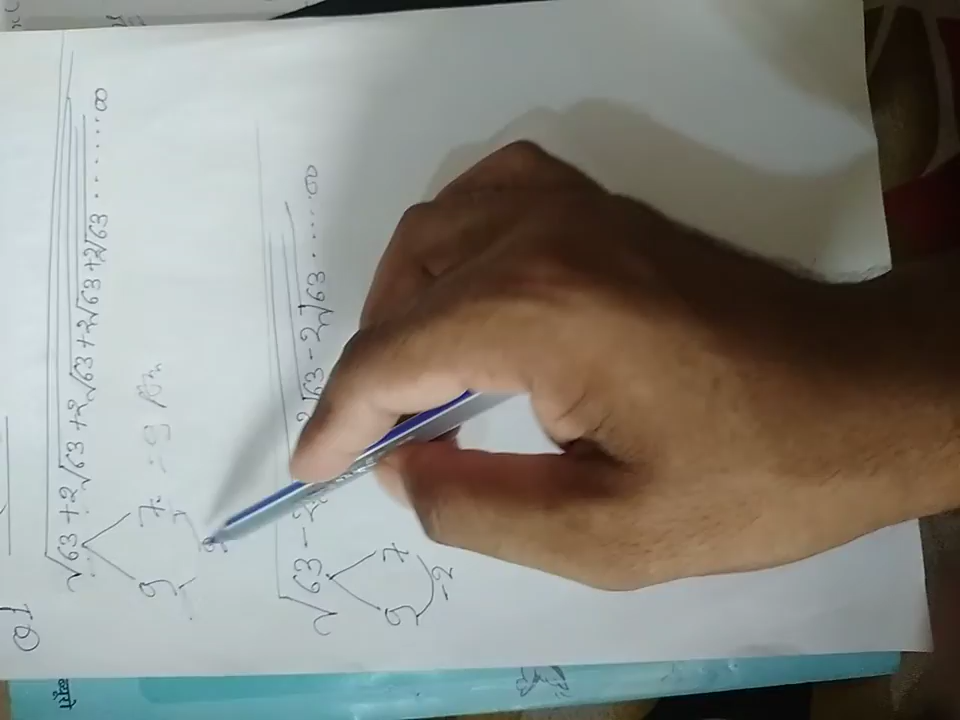 Q1
√63+2√63+2√63+2√63+2√63.......∞
9 7 = 9 Ans
2
√63-2 2√63-2√63.....∞
9 7
-2